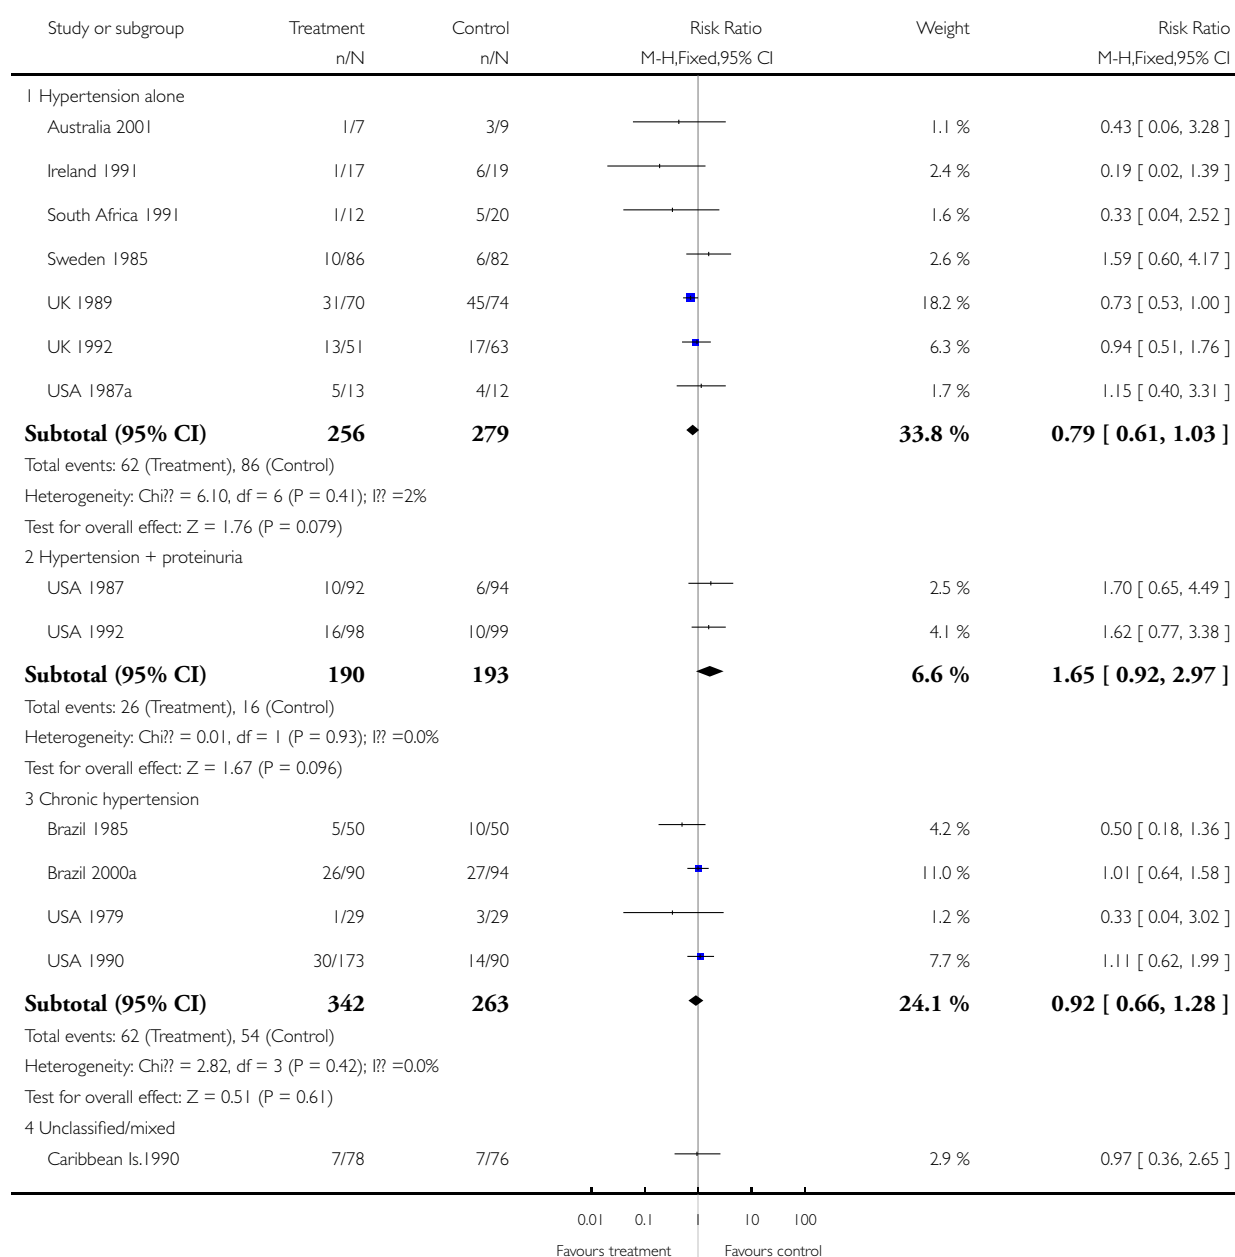 Study or subgroup Treatment Control Risk Ratio Weight Risk Ratio
n/N n/N M-H,Fixed,95% CI M-H,Fixed,95% CI
1 Hypertension alone
Australia 2001 1/7 3/9 1.1 % 0.43 [ 0.06, 3.28 ]
Ireland 1991 1/17 6/19 2.4 % 0.19 [ 0.02, 1.39 ]
South Africa 1991 1/12 5/20 1.6 % 0.33 [ 0.04, 2.52 ]
Sweden 1985 10/86 6/82 2.6 % 1.59 [ 0.60, 4.17 ]
UK 1989 31/70 45/74 18.2 % 0.73 [ 0.53, 1.00 ]
UK 1992 13/51 17/63 6.3 % 0.94 [ 0.51, 1.76 ]
USA 1987a 5/13 4/12 1.7 % 1.15 [ 0.40, 3.31 ]
Subtotal (95% CI) 256 279 33.8 % 0.79 [ 0.61, 1.03 ]
Total events: 62 (Treatment), 86 (Control)
Heterogeneity: Chi?? = 6.10, df = 6 (P = 0.41); I?? =2%
Test for overall effect: Z = 1.76 (P = 0.079)
2 Hypertension + proteinuria
USA 1987 10/92 6/94 2.5 % 1.70 [ 0.65, 4.49 ]
USA 1992 16/98 10/99 4.1 % 1.62 [ 0.77, 3.38 ]
Subtotal (95% CI) 190 193 6.6 % 1.65 [ 0.92, 2.97 ]
Total events: 26 (Treatment), 16 (Control)
Heterogeneity: Chi?? = 0.01, df = 1 (P = 0.93); I?? =0.0%
Test for overall effect: Z = 1.67 (P = 0.096)
3 Chronic hypertension
Brazil 1985 5/50 10/50 4.2 % 0.50 [ 0.18, 1.36 ]
Brazil 2000a 26/90 27/94 11.0 % 1.01 [ 0.64, 1.58 ]
USA 1979 1/29 3/29 1.2 % 0.33 [ 0.04, 3.02 ]
USA 1990 30/173 14/90 7.7 % 1.11 [ 0.62, 1.99 ]
Subtotal (95% CI) 342 263 24.1 % 0.92 [ 0.66, 1.28 ]
Total events: 62 (Treatment), 54 (Control)
Heterogeneity: Chi?? = 2.82, df = 3 (P = 0.42); I?? =0.0%
Test for overall effect: Z = 0.51 (P = 0.61)
4 Unclassified/mixed
Caribbean Is.1990 7/78 7/76 2.9 % 0.97 [ 0.36, 2.65 ]
0.01 0.1 1 10 100
Favours treatment Favours control